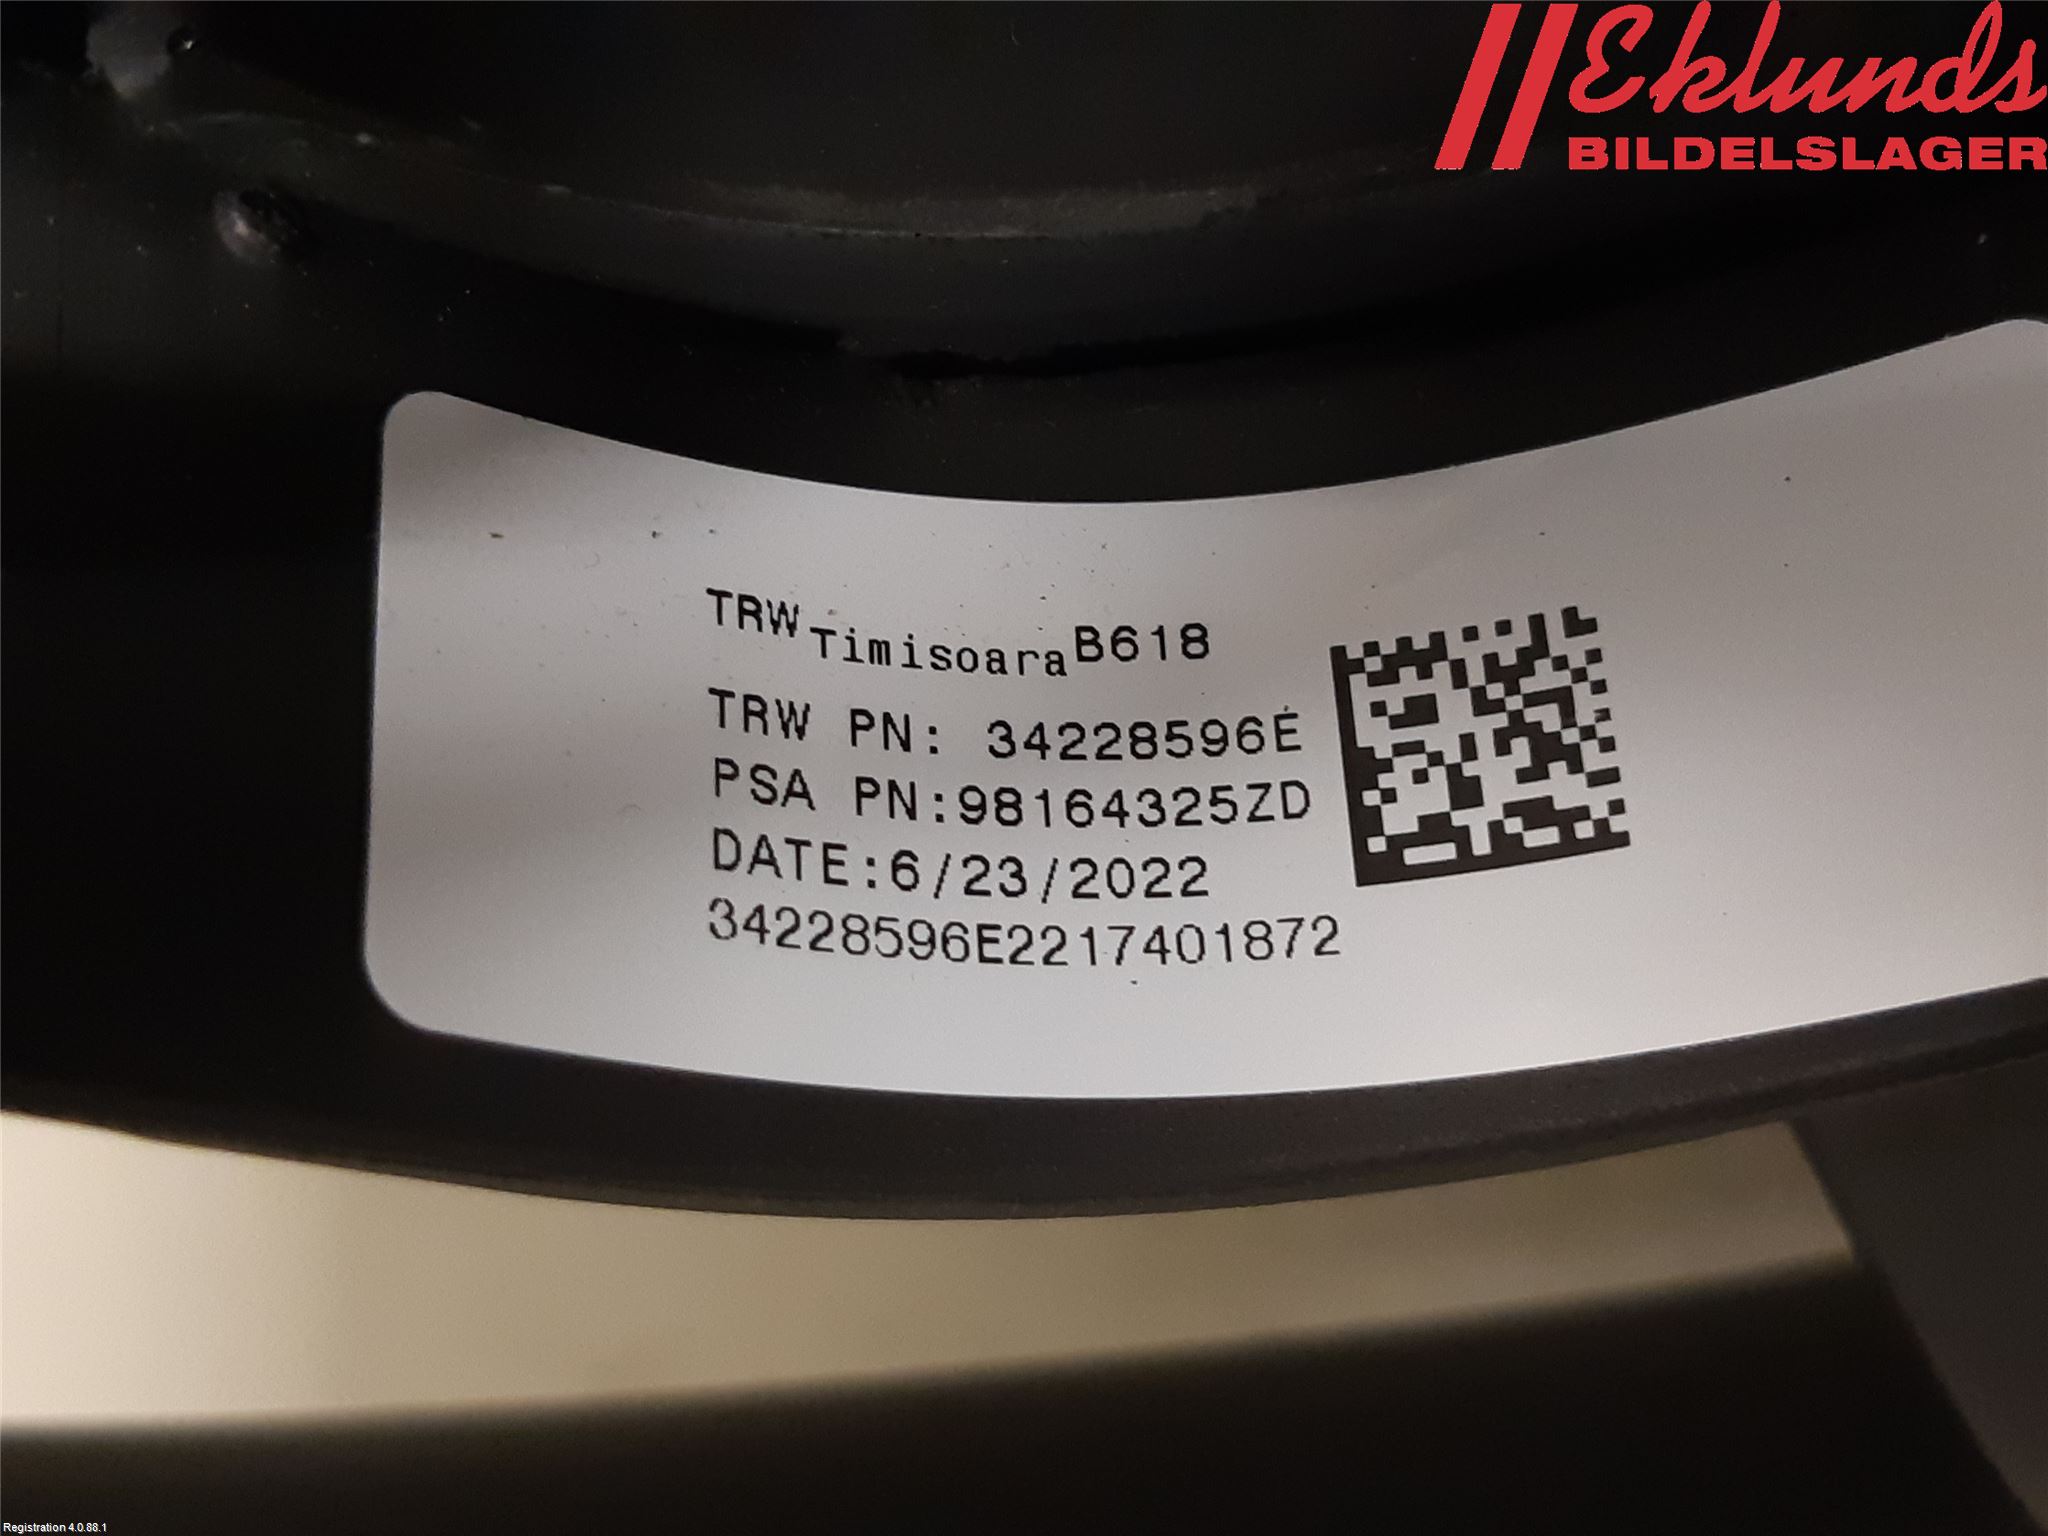 Eklunds
BILDELSLAGER
TRW Timisoara B618
TRW PN: 34228596E
PSA PN:98164325ZD
DATE:6/23/2022
34228596E2217401872
Registration 4.0.88.1